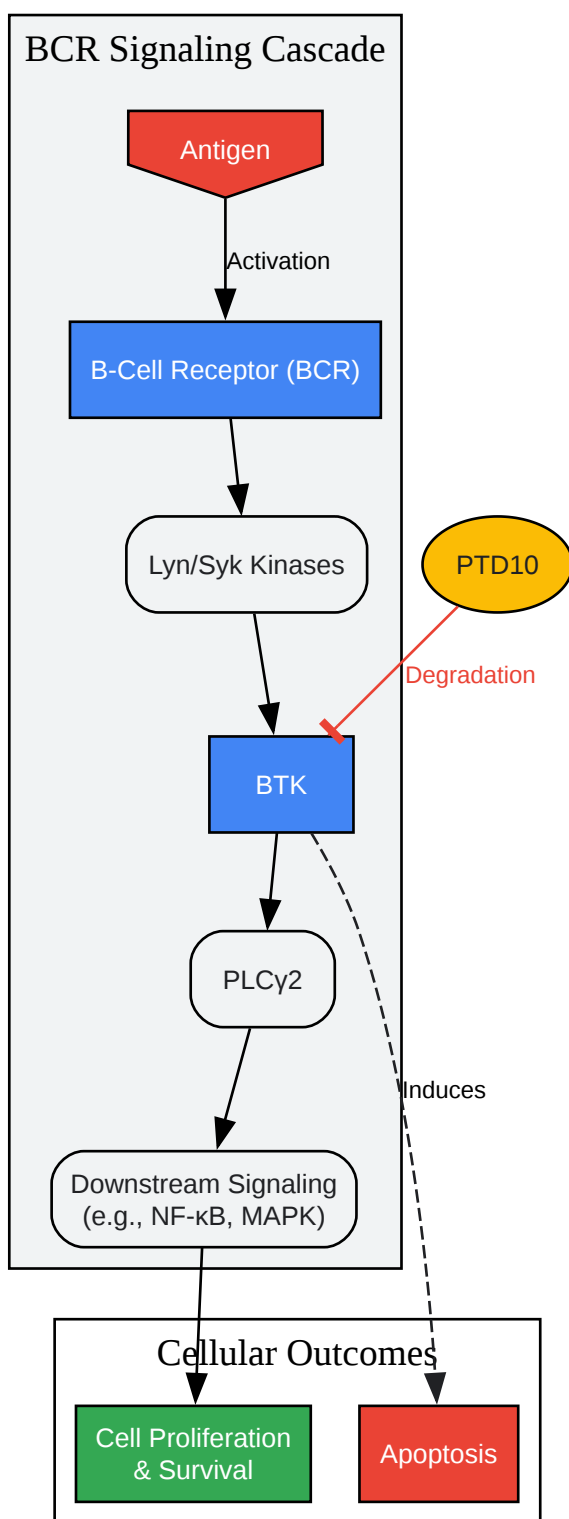 BCR Signaling Cascade
Antigen
Activation
B-Cell Receptor (BCR)
Lyn/Syk Kinases
PTD10
Degradation
BTK
PLCγ2
Induces
Downstream Signaling
(e.g., NF-κB, MAPK)
Cellular Outcomes
Cell Proliferation
& Survival
Apoptosis